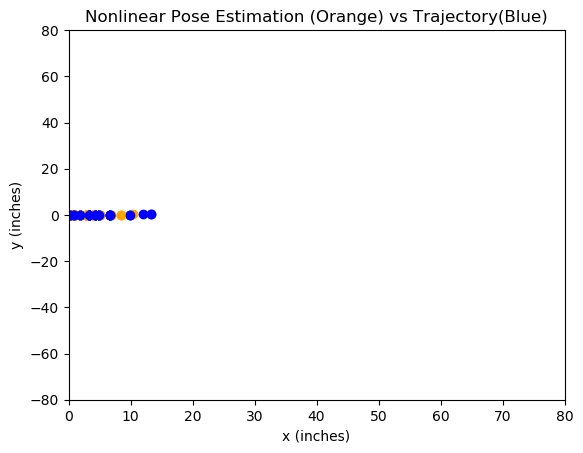 Nonlinear Pose Estimation (Orange) vs Trajectory(Blue)
80
60
40
20
0
−20
−40
−60
−80
y (inches)
0 10 20 30 40 50 60 70 80
x (inches)